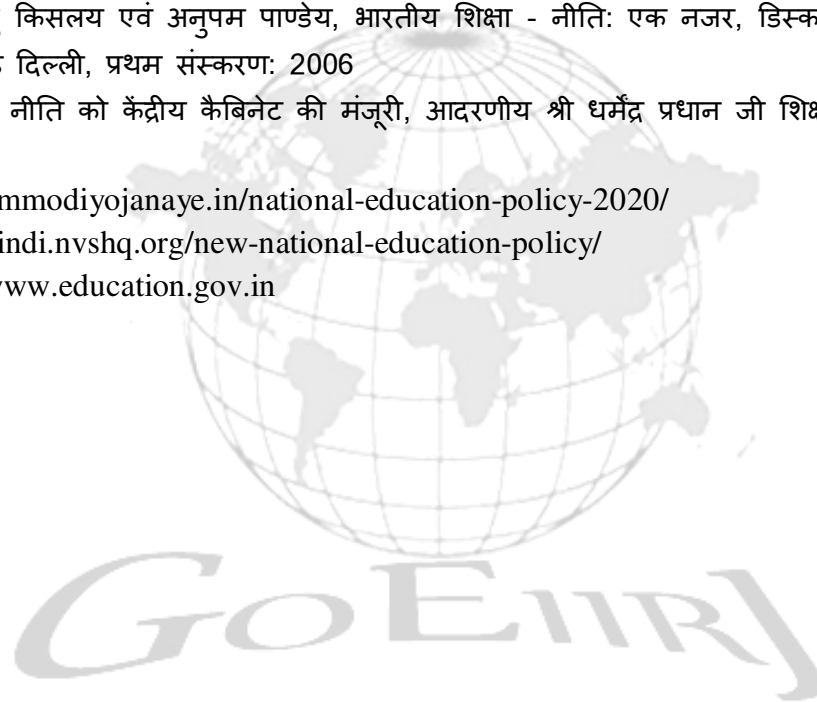 किसलय एवं अनुपम पाण्डेय, भारतीय शिक्षा - नीति: एक नजर,
दिल्ली, प्रथम संस्करण: 2006
नीति को केंद्रीय कैबिनेट की मंजूरी, आदरणीय श्री धर्मेंद्र प्रधान जी
mmodiyojanaye.in/national-education-policy-2020/
indi.nvshq.org/new-national-education-policy/
www.education.gov.in
GOEIIRJ